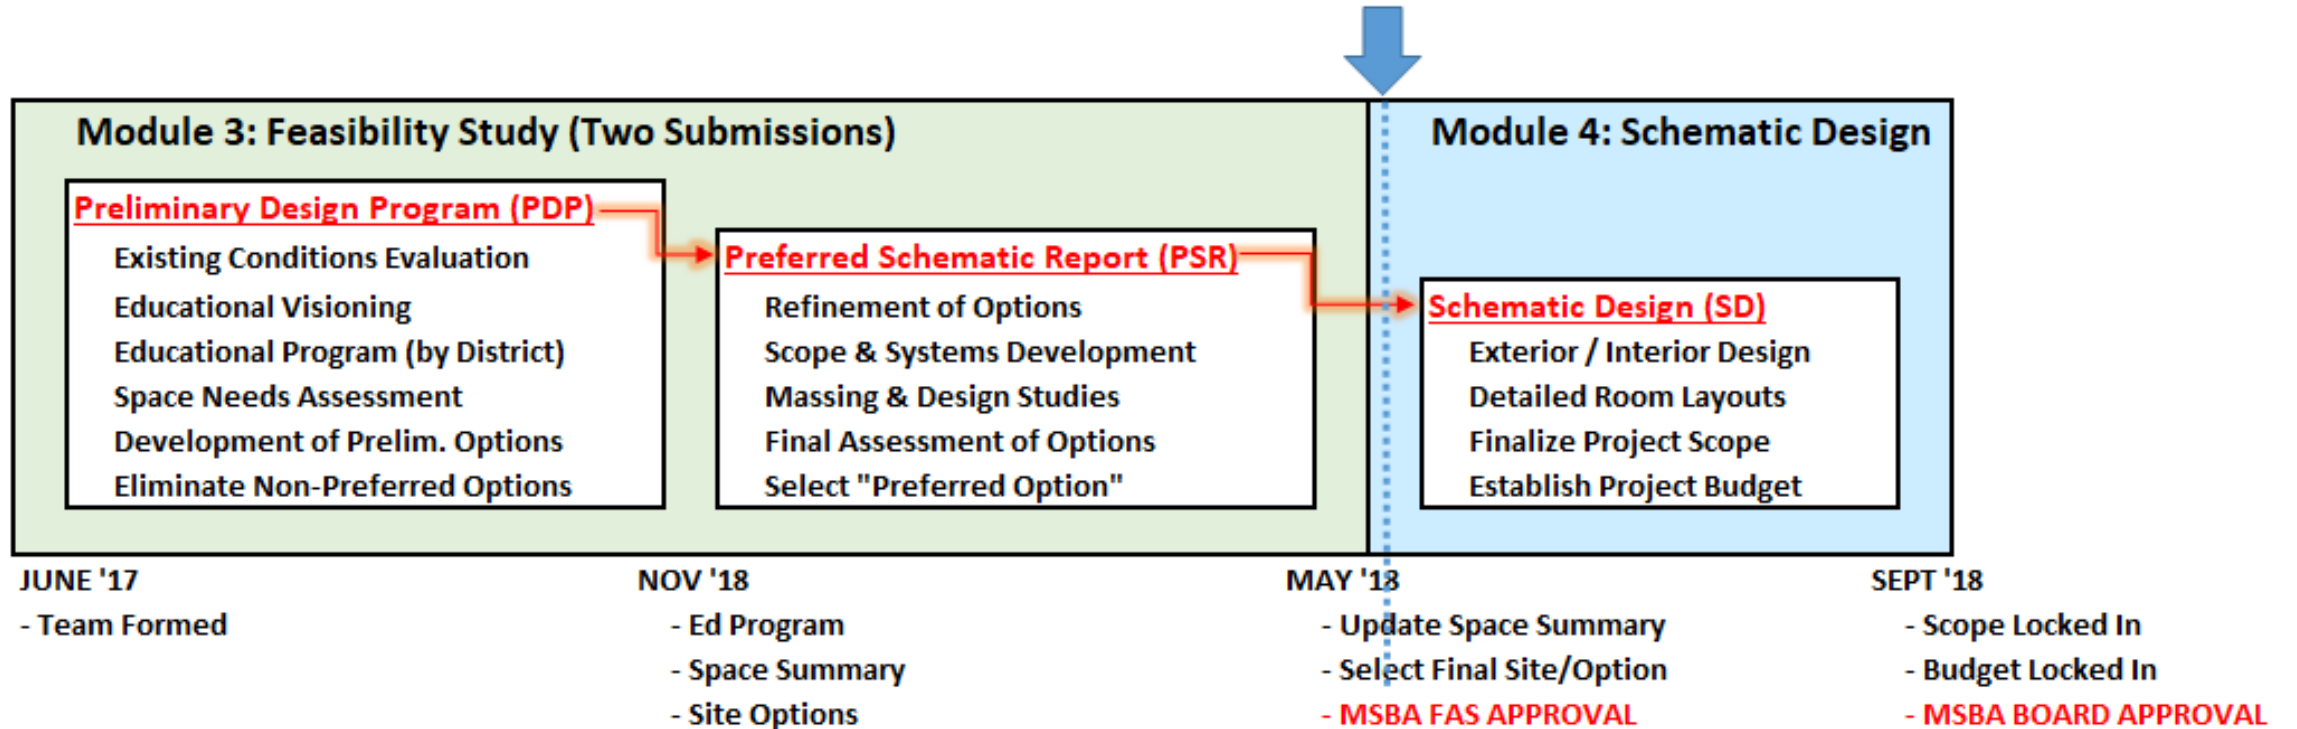 Module 3: Feasibility Study (Two Submissions)
Preliminary Design Program (PDP)
Existing Conditions Evaluation
Educational Visioning
Educational Program (by District)
Space Needs Assessment
Development of Prelim. Options
Eliminate Non-Preferred Options
Preferred Schematic Report (PSR)
Refinement of Options
Scope & Systems Development
Massing & Design Studies
Final Assessment of Options
Select "Preferred Option"
Module 4: Schematic Design
Schematic Design (SD)
Exterior / Interior Design
Detailed Room Layouts
Finalize Project Scope
Establish Project Budget
JUNE '17
- Team Formed
NOV '18
- Ed Program
- Space Summary
- Site Options
MAY '18
- Update Space Summary
- Select Final Site/Option
- MSBA FAS APPROVAL
SEPT '18
- Scope Locked In
- Budget Locked In
- MSBA BOARD APPROVAL